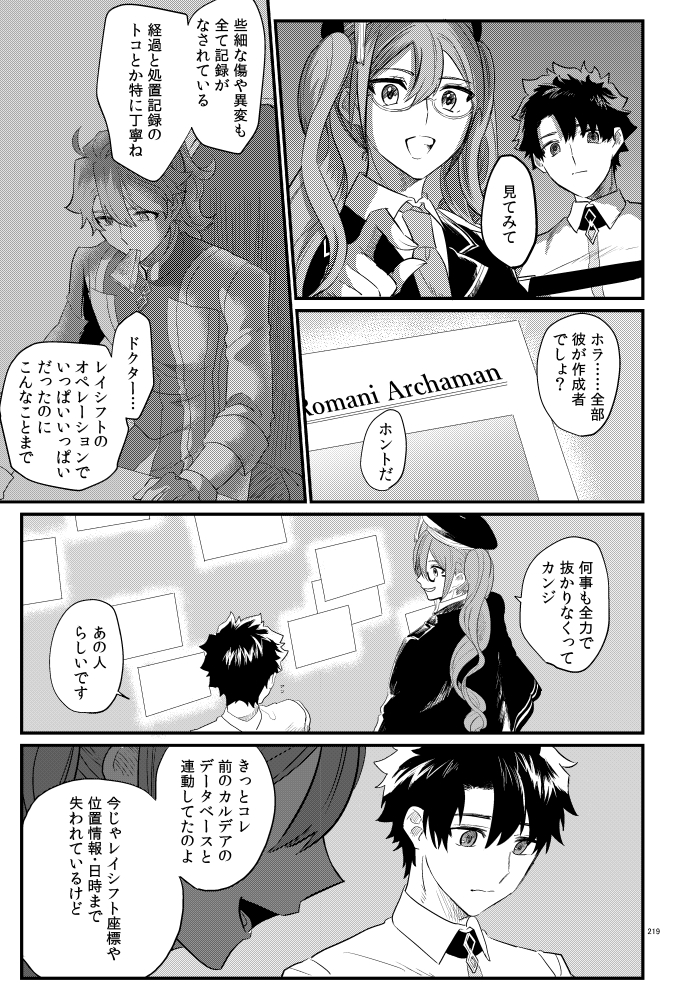 見てみて
ホラ……全部
彼が作成者
でしょ？
Romani Archaman
ホントだ
些細な傷や異変も
全て記録が
なされている
経過と処置記録の
トコとか特に丁寧ね
ドクター…
レイシフトの
オペレーションで
いっぱいいっぱい
だったのに
こんなことまで
何事も全力で
抜かりなくって
カンジ
あの人
らしいです
きっとコレ
前のカルデアの
データベースと
連動してたのよ
今じゃレイシフト座標や
位置情報・日時まで
失われているけど
219